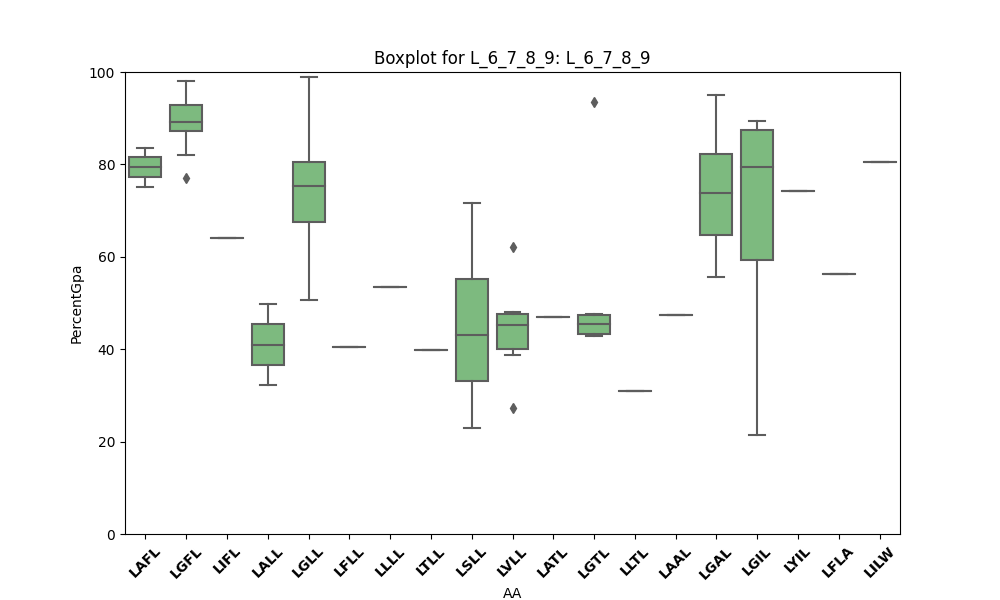 Boxplot for L_6_7_8_9: L_6_7_8_9
100
80
60
40
20
0
PercentGpa
LAFL LGFL LIFL LALL LGLL LFLL LLLL LTLL LSLL LVLL LATL LGTL LLTL LAAL LGAL LGIL LYIL LFLA LILW
AA